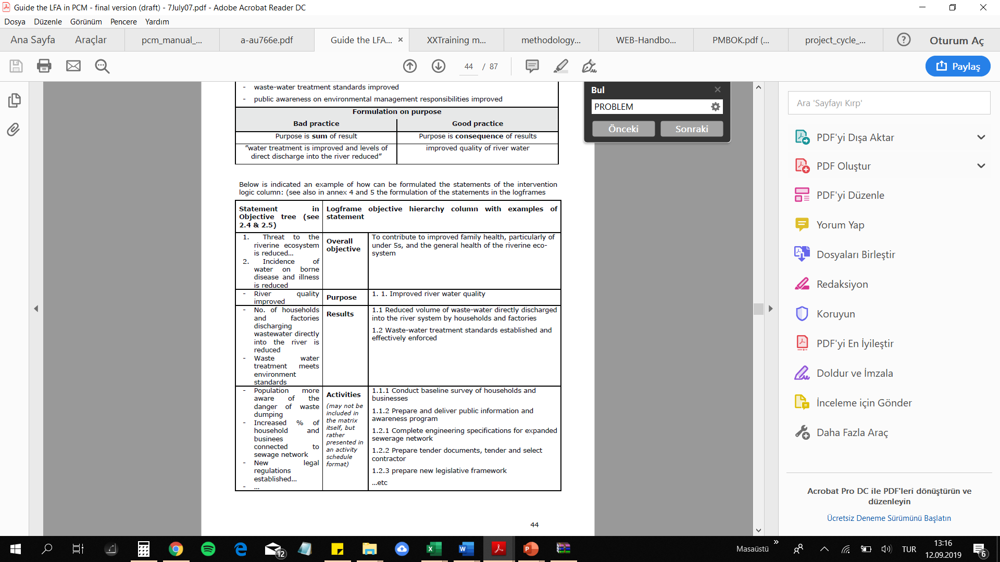 Guide the LFA in PCM - final version (draft) - 7July07.pdf - Adobe Acrobat Reader DC
Dosya Düzenle Görünüm Pencere Yardım
Ana Sayfa Araçlar pcm_manual_... a-au766e.pdf Guide the LFA... × XXTraining m... methodology... WEB-Handbo... PMBOK.pdf (... project_cycle_... ? Oturum Aç
44 / 87 Paylaş
- waste-water treatment standards improved
- public awareness on environmental management responsibilities improved
Formulation on purpose
Bad practice Good practice
Purpose is sum of result Purpose is consequence of results
"water treatment is improved and levels of
direct discharge into the river reduced"
improved quality of river water
Below is indicated an example of how can be formulated the statements of the intervention
logic column: (see also in annex 4 and 5 the formulation of the statements in the logframes
Statement in
Objective tree (see
2.4 & 2.5)
Logframe objective hierarchy column with examples of
statement
1. Threat to the
riverine ecosystem
is reduced...
2. Incidence of
water on borne
disease and illness
is reduced
Overall
objective
To contribute to improved family health, particularly of
under 5s, and the general health of the riverine eco-
system
- River quality
improved
Purpose
1. 1. Improved river water quality
- No. of households
and factories
discharging
wastewater directly
into the river is
reduced
- Waste water
treatment meets
environment
standards
Results
1.1 Reduced volume of waste-water directly discharged
into the river system by households and factories
1.2 Waste-water treatment standards established and
effectively enforced
- Population more
aware of the
danger of waste
dumping
- Increased % of
household and
businees
connected to
sewage network
- New legal
regulations
established...
- ...
Activities
(may not be
included in
the matrix
itself, but
rather
presented in
an activity
schedule
format)
1.1.1 Conduct baseline survey of households and
businesses
1.1.2 Prepare and deliver public information and
awareness program
1.2.1 Complete engineering specifications for expanded
sewerage network
1.2.2 Prepare tender documents, tender and select
contractor
1.2.3 prepare new legislative framework
...etc
44
Bul
PROBLEM
Önceki Sonraki
Ara 'Sayfayı Kırp'
PDF'yi Dışa Aktar
PDF Oluştur
PDF'yi Düzenle
Yorum Yap
Dosyaları Birleştir
Redaksiyon
Koruyun
PDF'yi En İyileştir
Doldur ve İmzala
İnceleme için Gönder
Daha Fazla Araç
Acrobat Pro DC ile PDF'leri dönüştürün ve
düzenleyin
Ücretsiz Deneme Sürümünü Başlatın
12 Masaüstü » TUR 13:16
12.09.2019 6